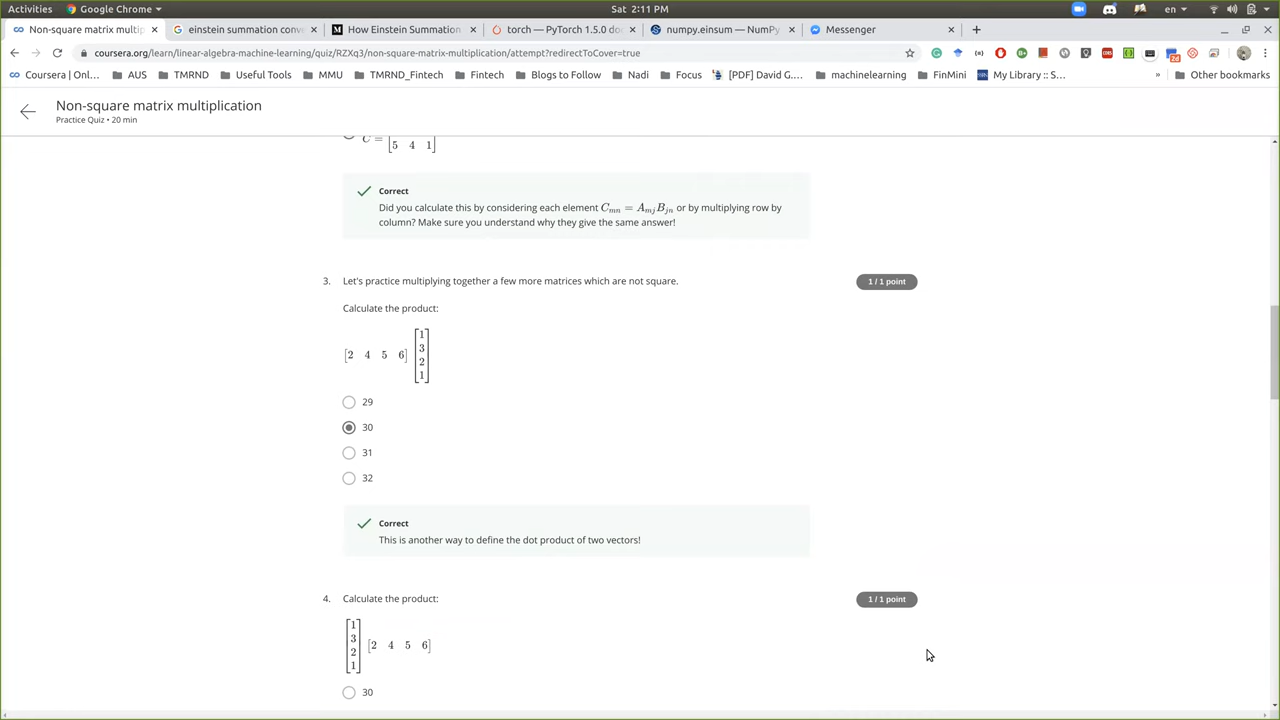 Activities Google Chrome Sat 2:11 PM en
Non-square matrix multip einstein summation conv How Einstein Summation torch — PyTorch 1.5.0 do numpy.einsum — NumPy Messenger
coursera.org/learn/linear-algebra-machine-learning/quiz/RZXq3/non-square-matrix-multiplication/attempt?redirectToCover=true
Coursera | Onl... AUS TMRND Useful Tools MMU TMRND_Fintech Fintech Blogs to Follow Nadi Focus [PDF] David G.... machinelearning FinMini My Library :: S... » Other bookmarks
Non-square matrix multiplication
Practice Quiz • 20 min
C =
5 4 1
Correct
Did you calculate this by considering each element Cmn = AmjBjn or by multiplying row by
column? Make sure you understand why they give the same answer!
3. Let's practice multiplying together a few more matrices which are not square. 1 / 1 point
Calculate the product:
[2 4 5 6]
1
3
2
1
29
30
31
32
Correct
This is another way to define the dot product of two vectors!
4. Calculate the product: 1 / 1 point
1
3
2
1
[2 4 5 6]
30